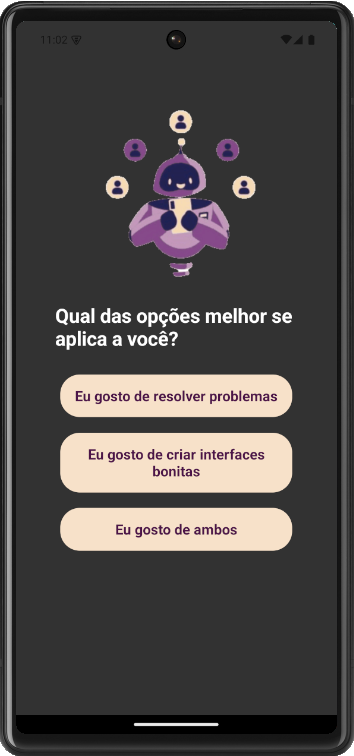 11:02
Qual das opções melhor se
aplica a você?
Eu gosto de resolver problemas
Eu gosto de criar interfaces
bonitas
Eu gosto de ambos